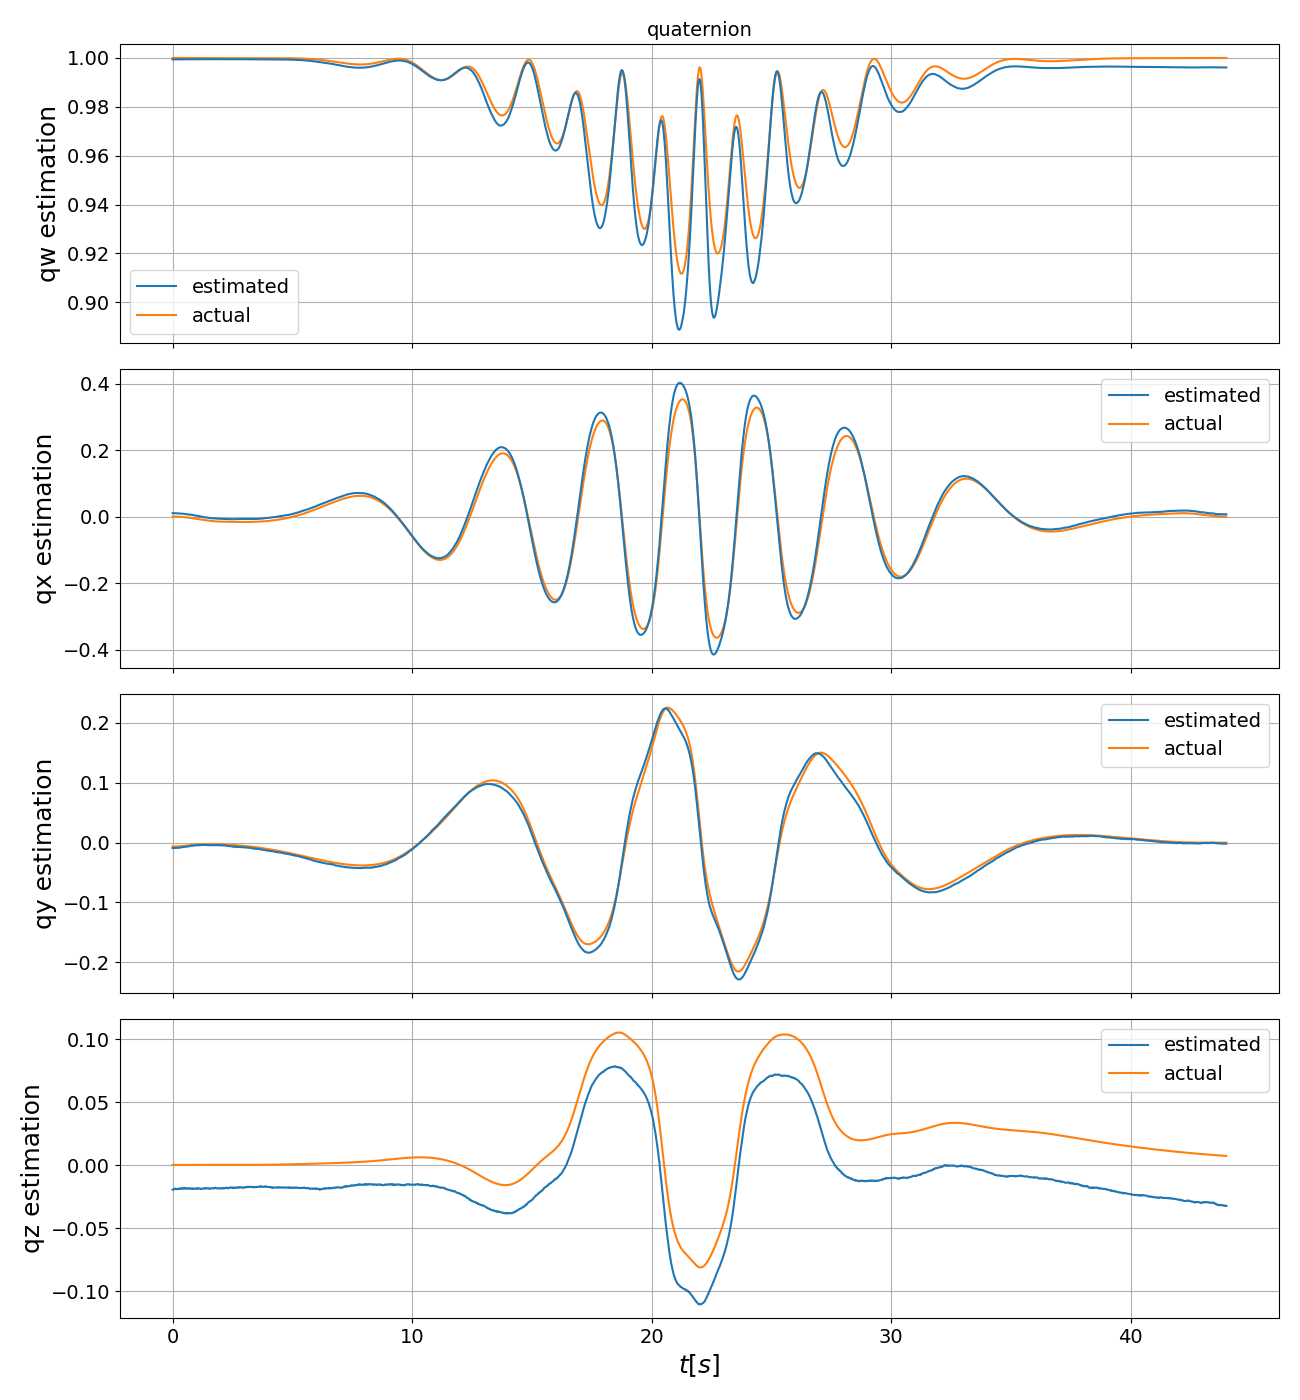 quaternion
qw estimation
1.00
0.98
0.96
0.94
0.92
0.90
estimated
actual
qx estimation
0.4
0.2
0.0
−0.2
−0.4
estimated
actual
qy estimation
0.2
0.1
0.0
−0.1
−0.2
estimated
actual
qz estimation
0.10
0.05
0.00
−0.05
−0.10
estimated
actual
0 10 20 30 40
t[s]